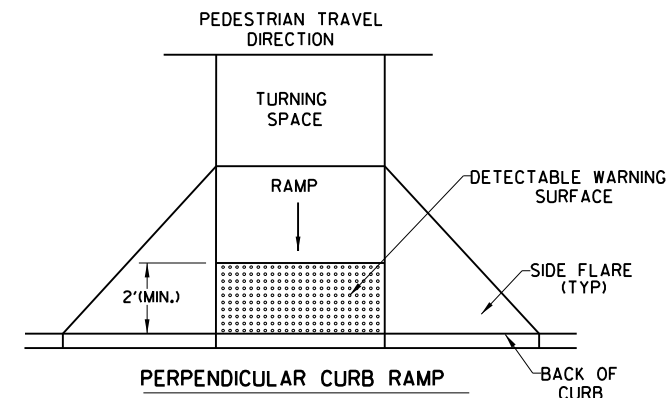 PEDESTRIAN TRAVEL
DIRECTION
TURNING
SPACE
RAMP
DETECTABLE WARNING
SURFACE
SIDE FLARE
(TYP)
2'(MIN.)
PERPENDICULAR CURB RAMP
BACK OF
CURB